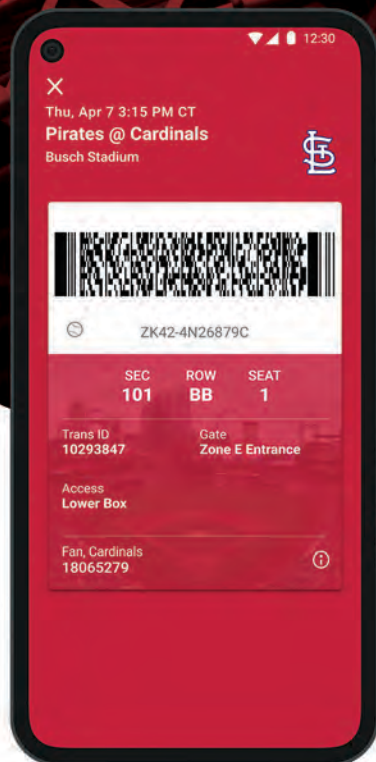 12:30
Thu, Apr 7 3:15 PM CT
Pirates @ Cardinals
Busch Stadium
STL
ZK42-4N26879C
SEC ROW SEAT
101 BB 1
Trans ID Gate
10293847 Zone E Entrance
Access
Lower Box
Fan, Cardinals
18065279